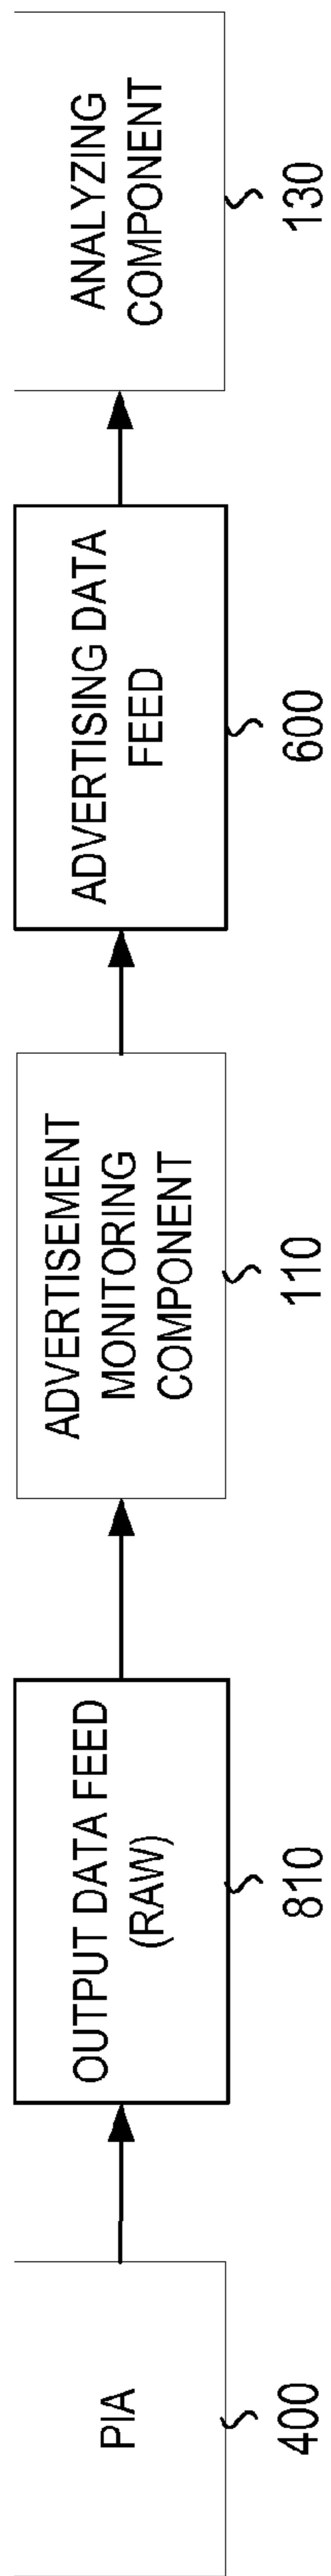 PIA
400
OUTPUT DATA FEED
(RAW)
810
ADVERTISEMENT
MONITORING
COMPONENT
110
ADVERTISING DATA
FEED
600
ANALYZING
COMPONENT
130